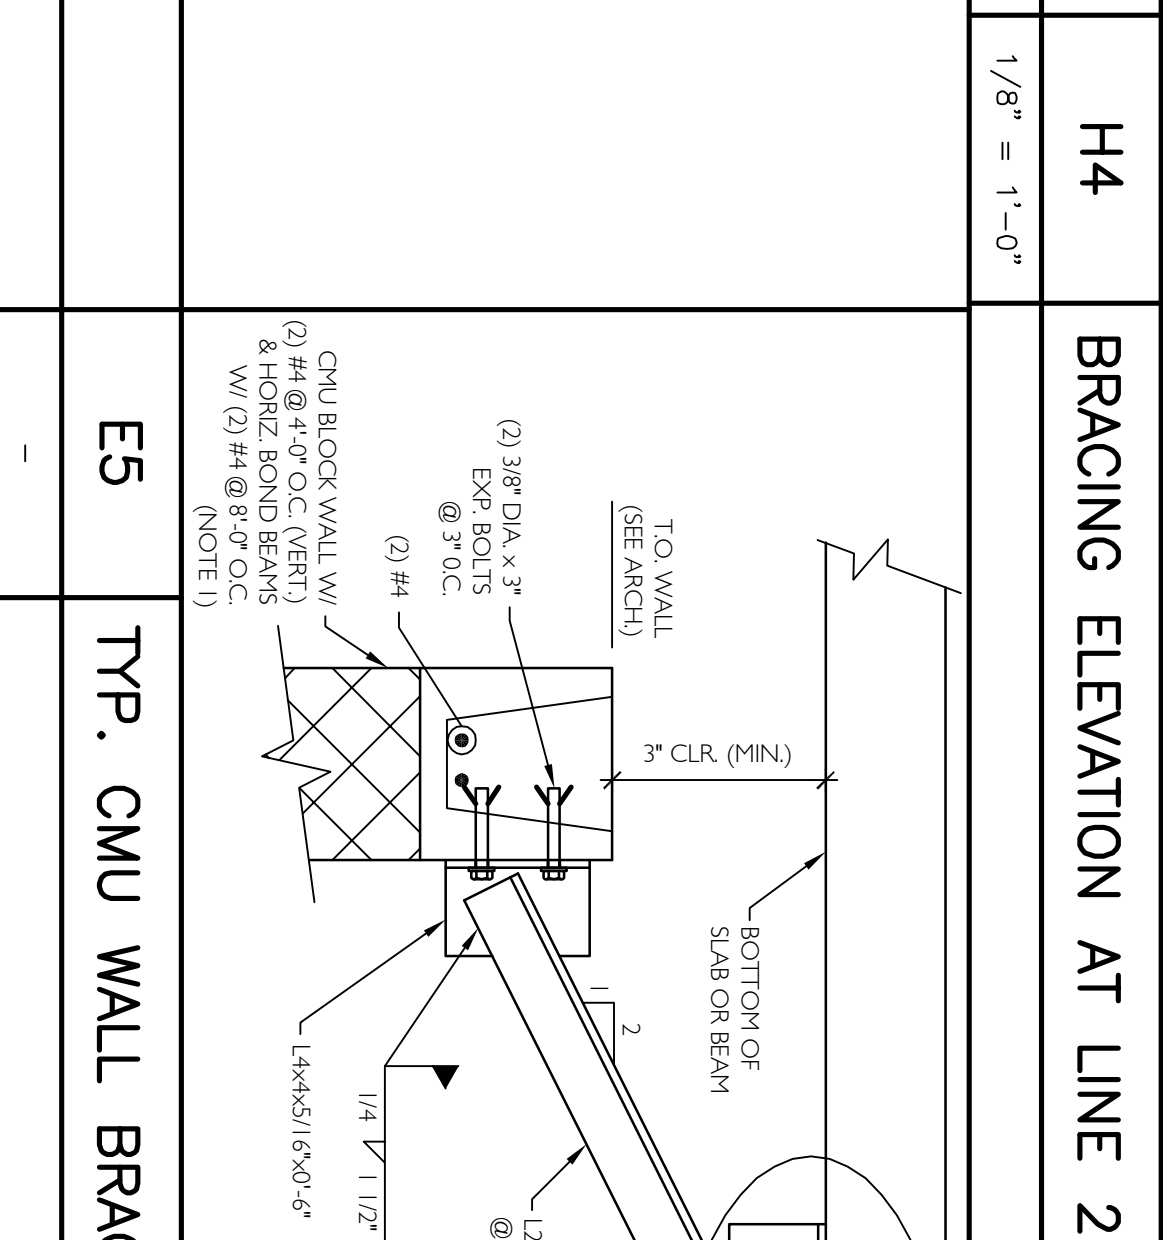 H4
BRACING ELEVATION AT LINE 2
1/8" = 1'-0"
T.O. WALL
(SEE ARCH.)
3" CLR. (MIN.)
BOTTOM OF
SLAB OR BEAM
(2) 3/8" DIA. x 3"
EXP. BOLTS
@ 3" O.C.
(2) #4
CMU BLOCK WALL W/
(2) #4 @ 4'-0" O.C. (VERT.)
& HORIZ. BOND BEAMS
W/ (2) #4 @ 8'-0" O.C.
(NOTE 1)
1
2
L2
@
1/4
1 1/2"
L4x4x5/16"x0'-6"
E5
TYP. CMU WALL BRAC
-